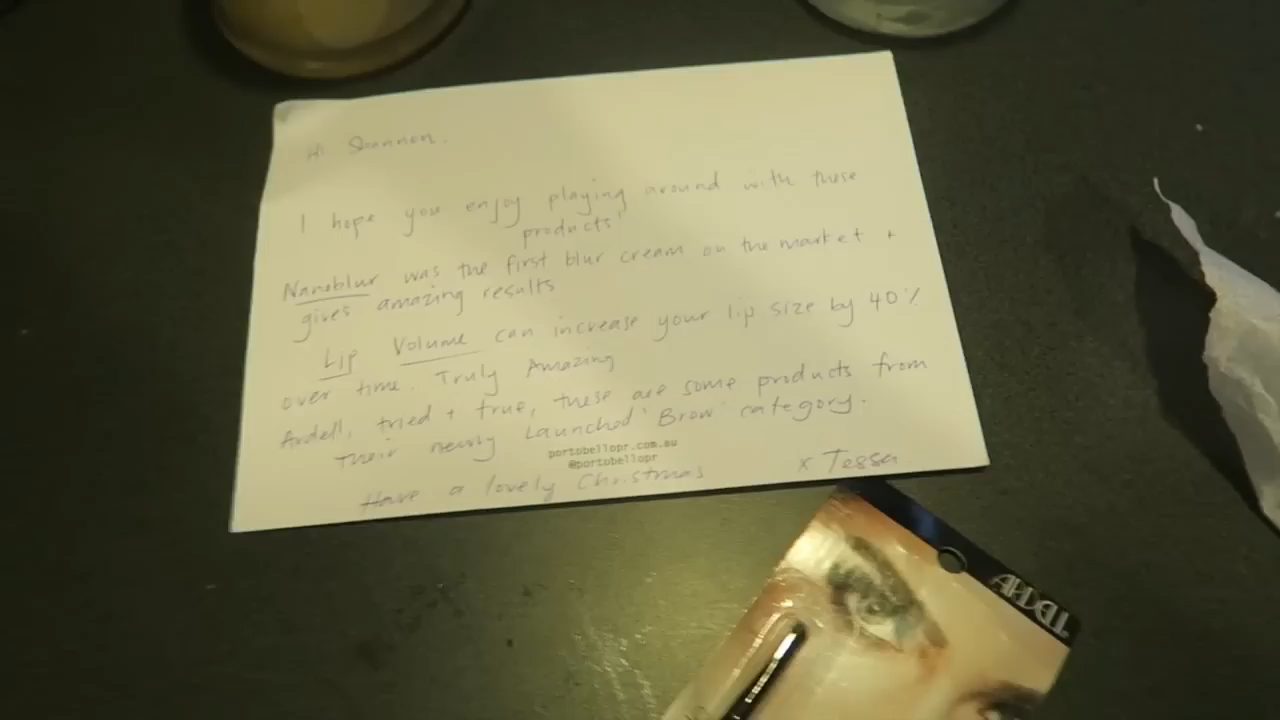 Hi Shannon,
I hope you enjoy playing around with these
products!
Nanoblur was the first blur cream on the market +
gives amazing results
Lip Volume can increase your lip size by 40%
over time. Truly Amazing
Ardell, tried + true, these are some products from
their newly Launched 'Brow' category.
portobellopr.com.au
@portobellopr
Have a lovely Christmas
x Tessa
ARDELL